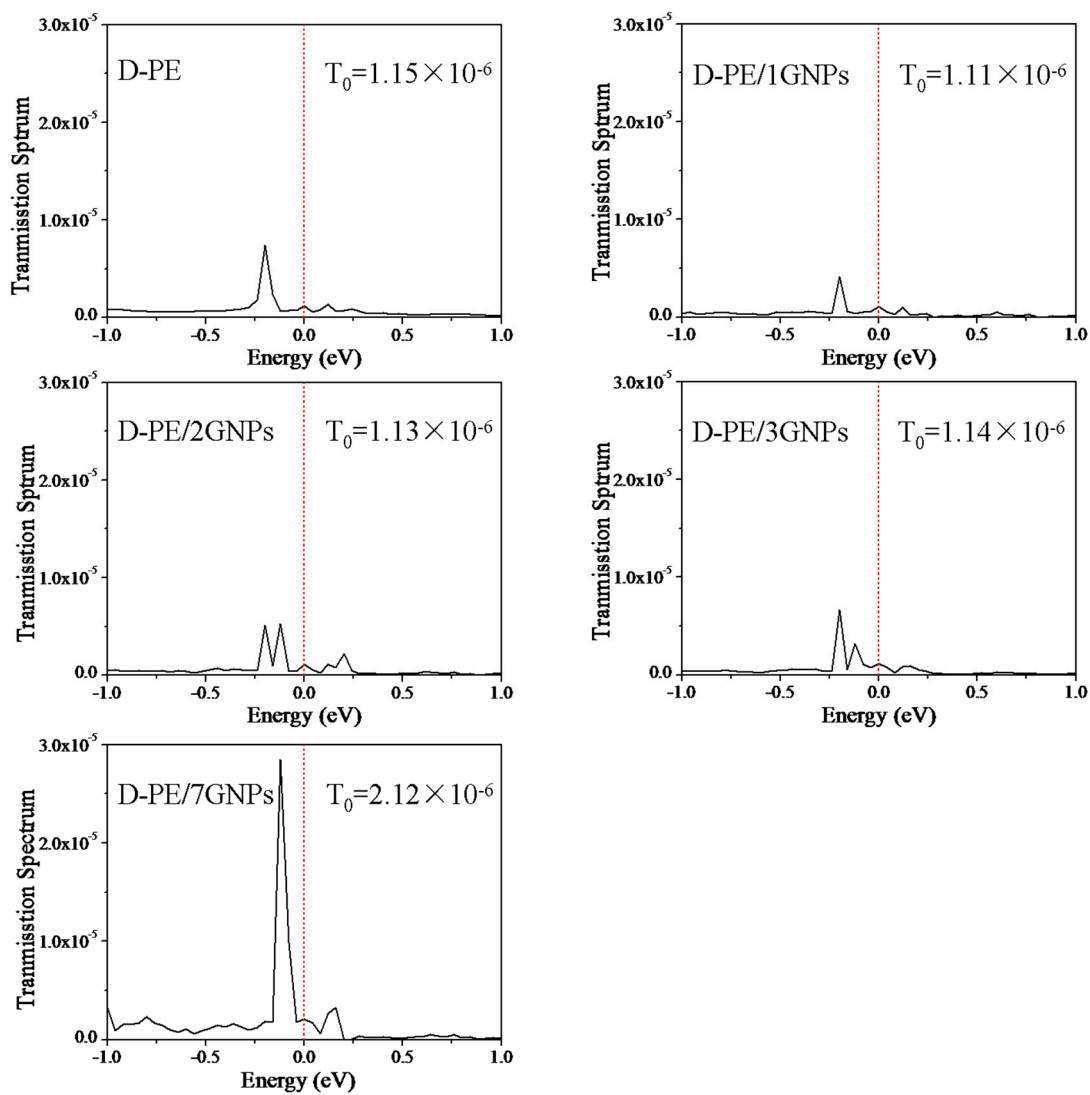 Tranmisstion Sptrum
3.0x10-5
2.0x10-5
1.0x10-5
0.0
D-PE
T0=1.15×10-6
-1.0 -0.5 0.0 0.5 1.0
Energy (eV)
Tranmisstion Sptrum
3.0x10-5
2.0x10-5
1.0x10-5
0.0
D-PE/1GNPs
T0=1.11×10-6
-1.0 -0.5 0.0 0.5 1.0
Energy (eV)
Tranmisstion Sptrum
3.0x10-5
2.0x10-5
1.0x10-5
0.0
D-PE/2GNPs
T0=1.13×10-6
-1.0 -0.5 0.0 0.5 1.0
Energy (eV)
Tranmisstion Sptrum
3.0x10-5
2.0x10-5
1.0x10-5
0.0
D-PE/3GNPs
T0=1.14×10-6
-1.0 -0.5 0.0 0.5 1.0
Energy (eV)
Tranmisstion Spectrum
3.0x10-5
2.0x10-5
1.0x10-5
0.0
D-PE/7GNPs
T0=2.12×10-6
-1.0 -0.5 0.0 0.5 1.0
Energy (eV)